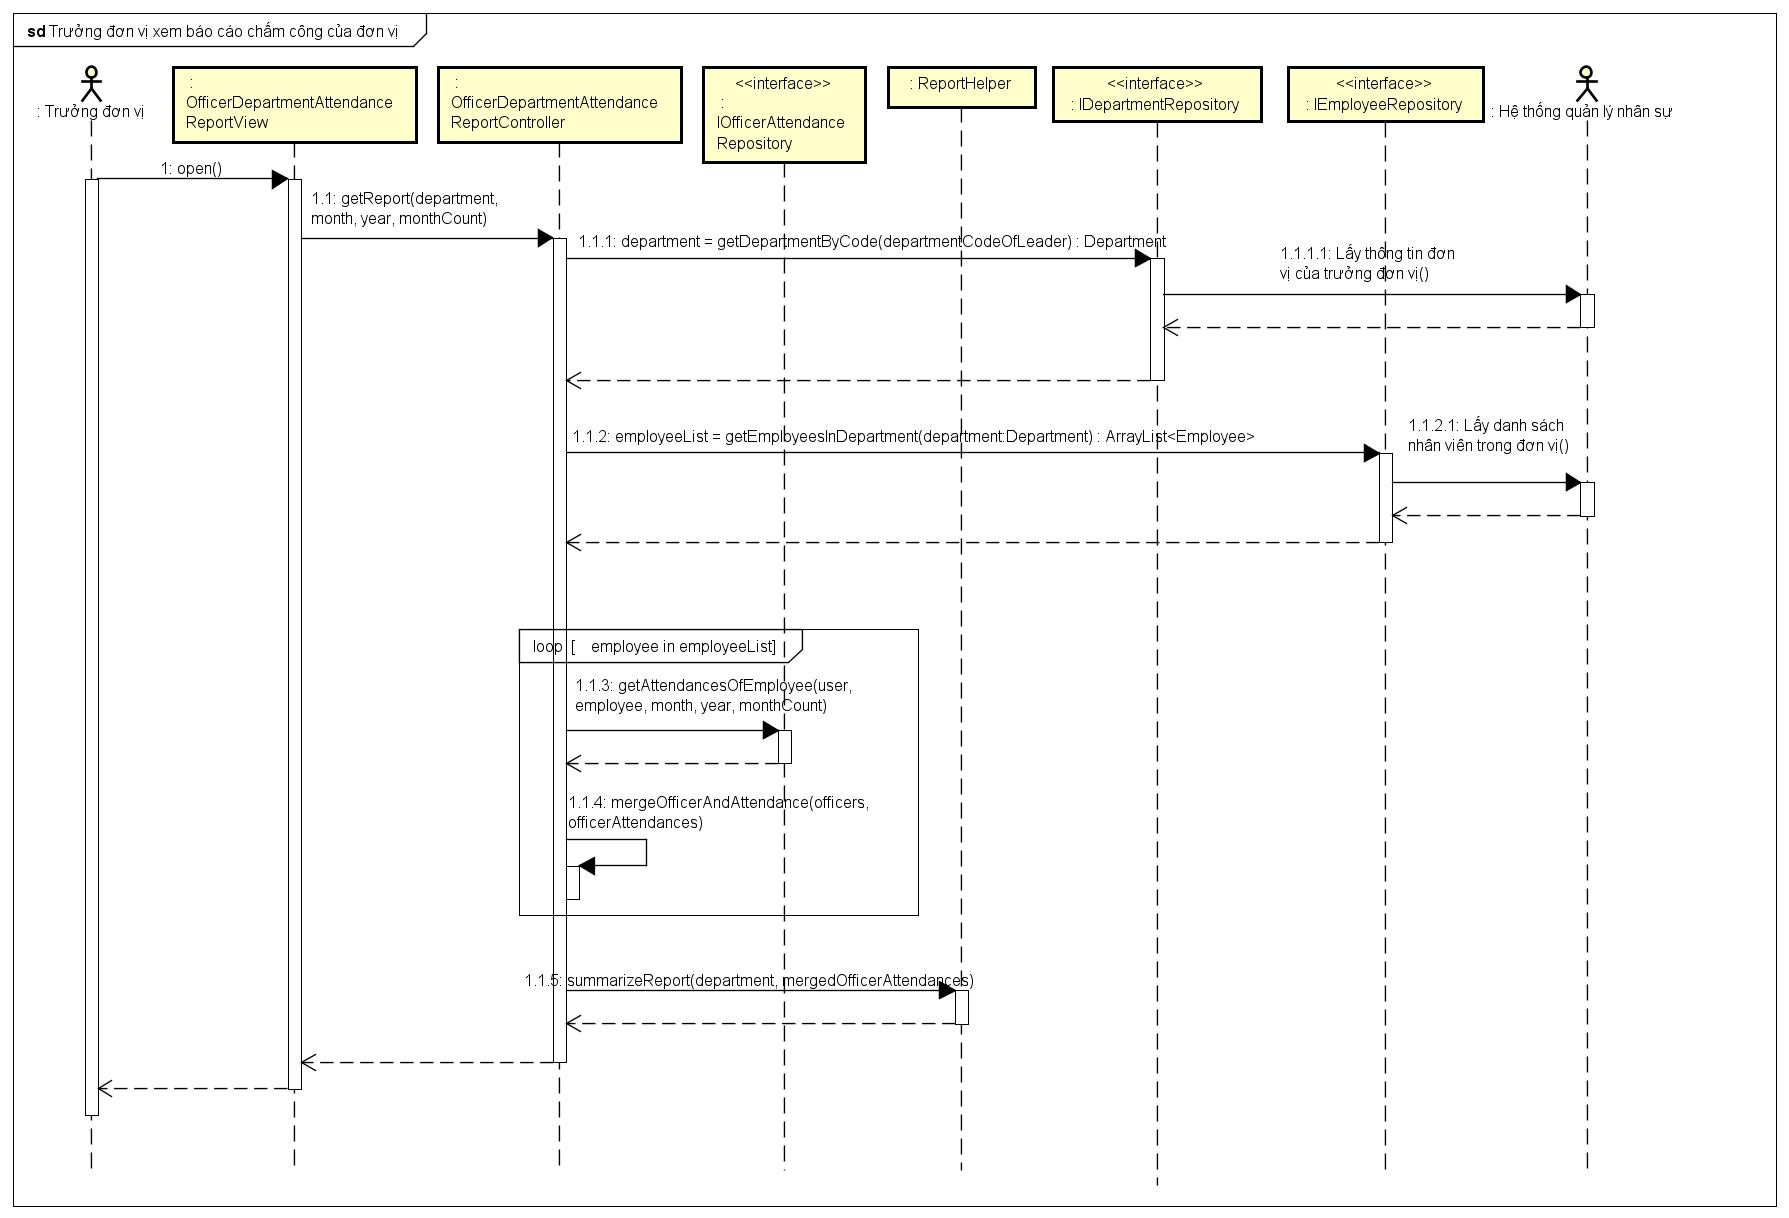 sd Trưởng đơn vị xem báo cáo chấm công của đơn vị
: Trưởng đơn vị
:
OfficerDepartmentAttendance
ReportView
:
OfficerDepartmentAttendance
ReportController
<<interface>>
:
IOfficerAttendance
Repository
: ReportHelper
<<interface>>
: IDepartmentRepository
<<interface>>
: IEmployeeRepository
: Hệ thống quản lý nhân sự
1: open()
1.1: getReport(department,
month, year, monthCount)
1.1.1: department = getDepartmentByCode(departmentCodeOfLeader) : Department
1.1.1.1: Lấy thông tin đơn
vị của trưởng đơn vị()
1.1.2: employeeList = getEmployeesInDepartment(department:Department) : ArrayList<Employee>
1.1.2.1: Lấy danh sách
nhân viên trong đơn vị()
loop [ employee in employeeList]
1.1.3: getAttendancesOfEmployee(user,
employee, month, year, monthCount)
1.1.4: mergeOfficerAndAttendance(officers,
officerAttendances)
1.1.5: summarizeReport(department, mergedOfficerAttendances)